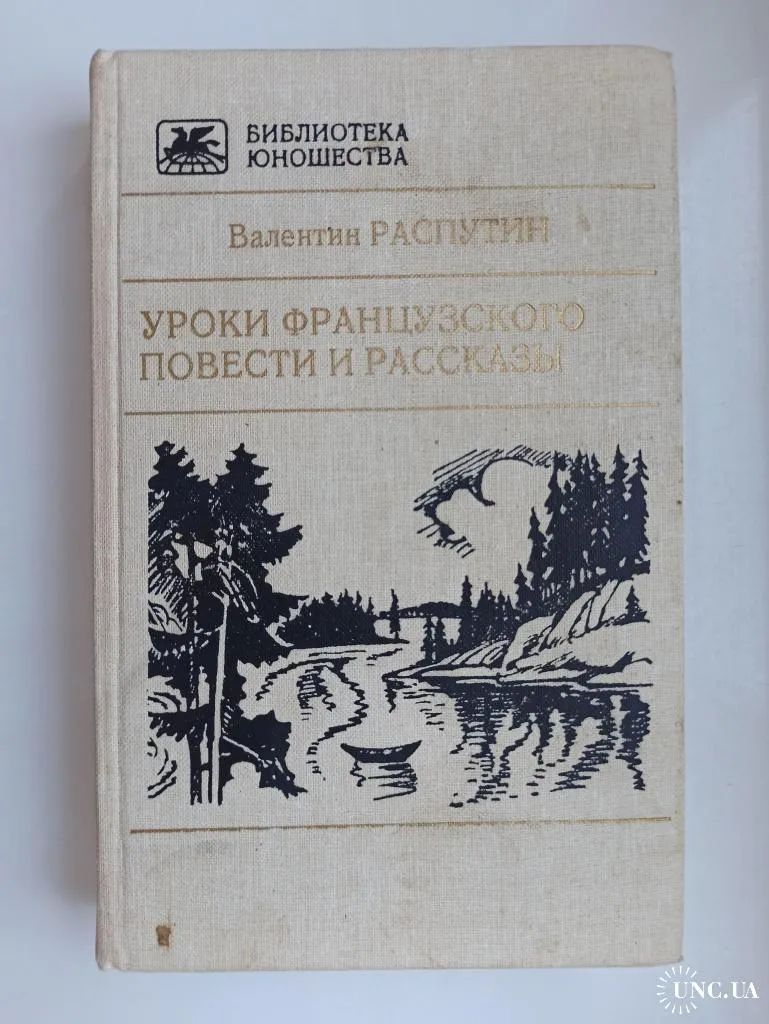 БИБЛИОТЕКА
ЮНОШЕСТВА
Валентин РАСПУТИН
УРОКИ ФРАНЦУЗСКОГО
ПОВЕСТИ И РАССКАЗЫ
UNC.UA